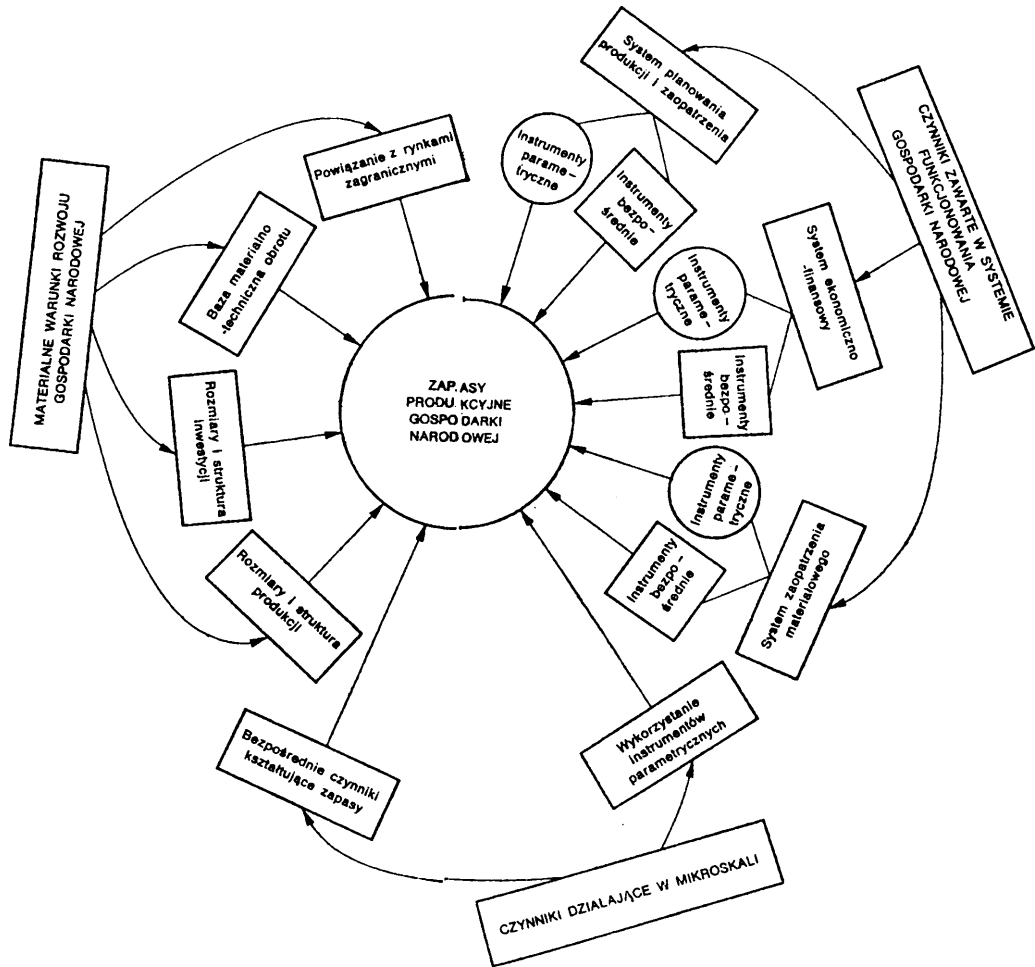 System planowania
produkcji i zaopatrzenia
CZYNNIKI ZAWARTE W SYSTEMIE
FUNKCJONOWANIA
GOSPODARKI NARODOWEJ
Instrumenty
parame –
tryczne
Instrumenty
bezpo –
średnie
Powiązanie z rynkami
zagranicznymi
MATERIALNE WARUNKI ROZWOJU
GOSPODARKI NARODOWEJ
Baza materialno
-techniczna obrotu
Instrumenty
parame –
tryczne
System ekonomiczno
-finansowy
Instrumenty
bezpo –
średnie
ZAPASY
PRODUKCYJNE
GOSPODARKI
NARODOWEJ
Rozmiary i struktura
inwestycji
Instrumenty
parame –
tryczne
Instrumenty
bezpo –
średnie
System zaopatrzenia
materiałowego
Rozmiary i struktura
produkcji
Bezpośrednie czynniki
kształtujące zapasy
Wykorzystanie
instrumentów
parametrycznych
CZYNNIKI DZIAŁAJĄCE W MIKROSKALI